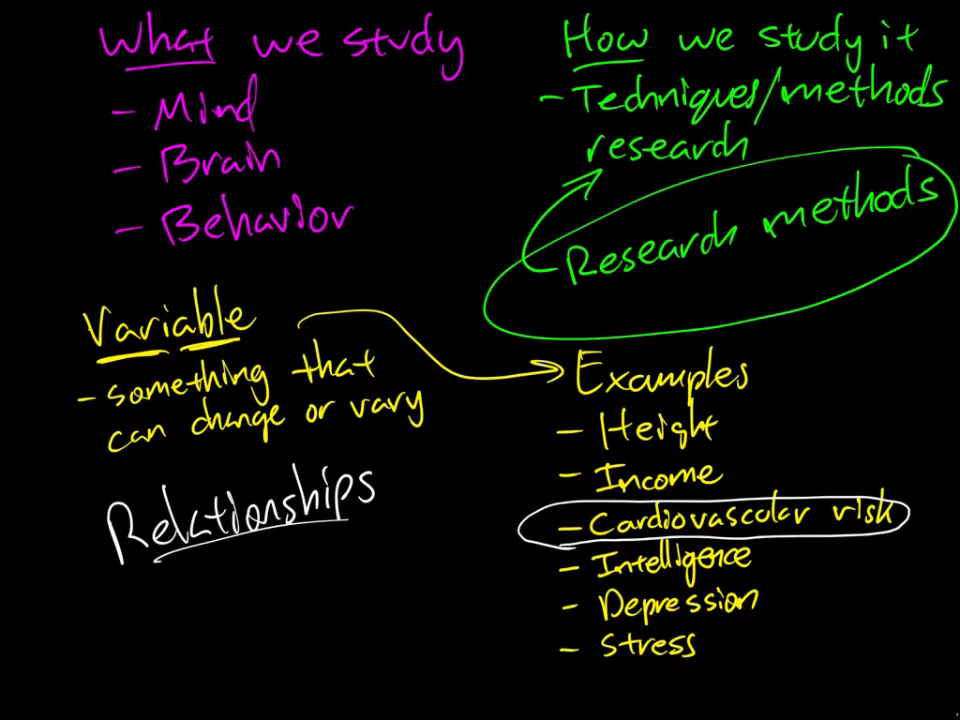 What we study
- Mind
- Brain
- Behavior
How we study it
- Techniques/methods
research
Research methods
Variable
- something that
can change or vary
Relationships
Examples
- Height
- Income
- Cardiovascular risk
- Intelligence
- Depression
- Stress